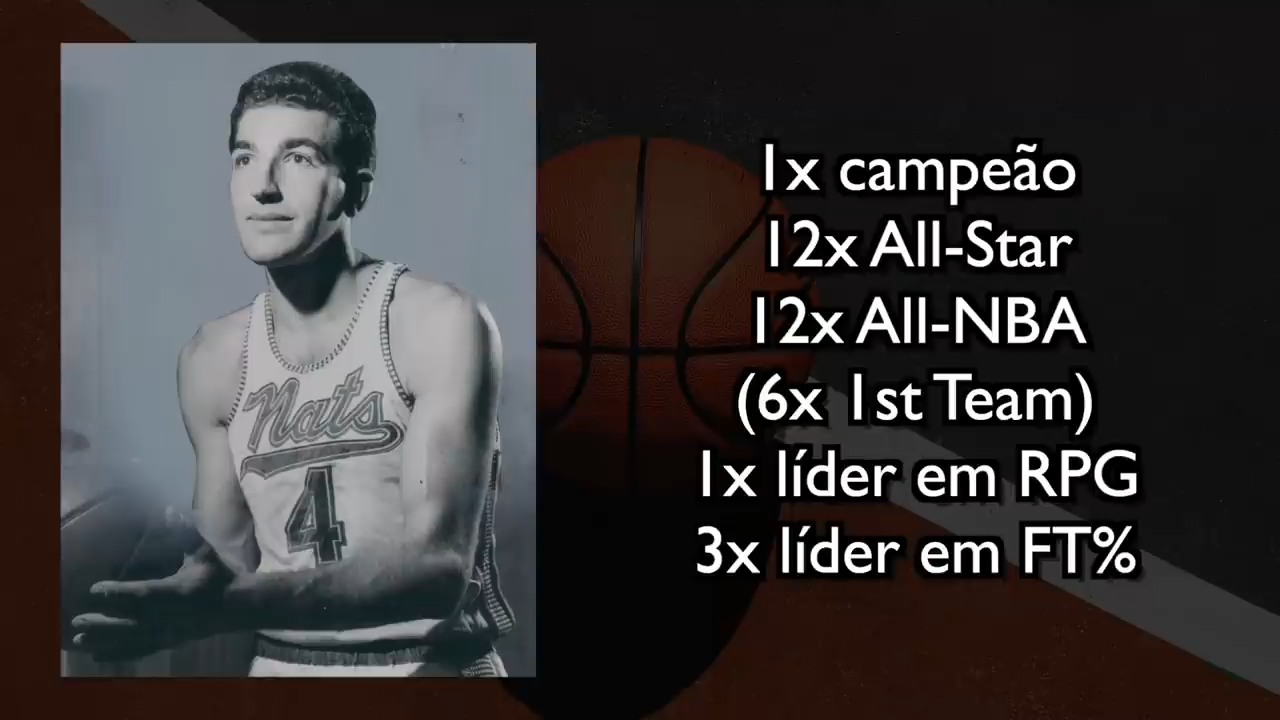 Nats
4
1x campeão
12x All-Star
12x All-NBA
(6x 1st Team)
1x líder em RPG
3x líder em FT%